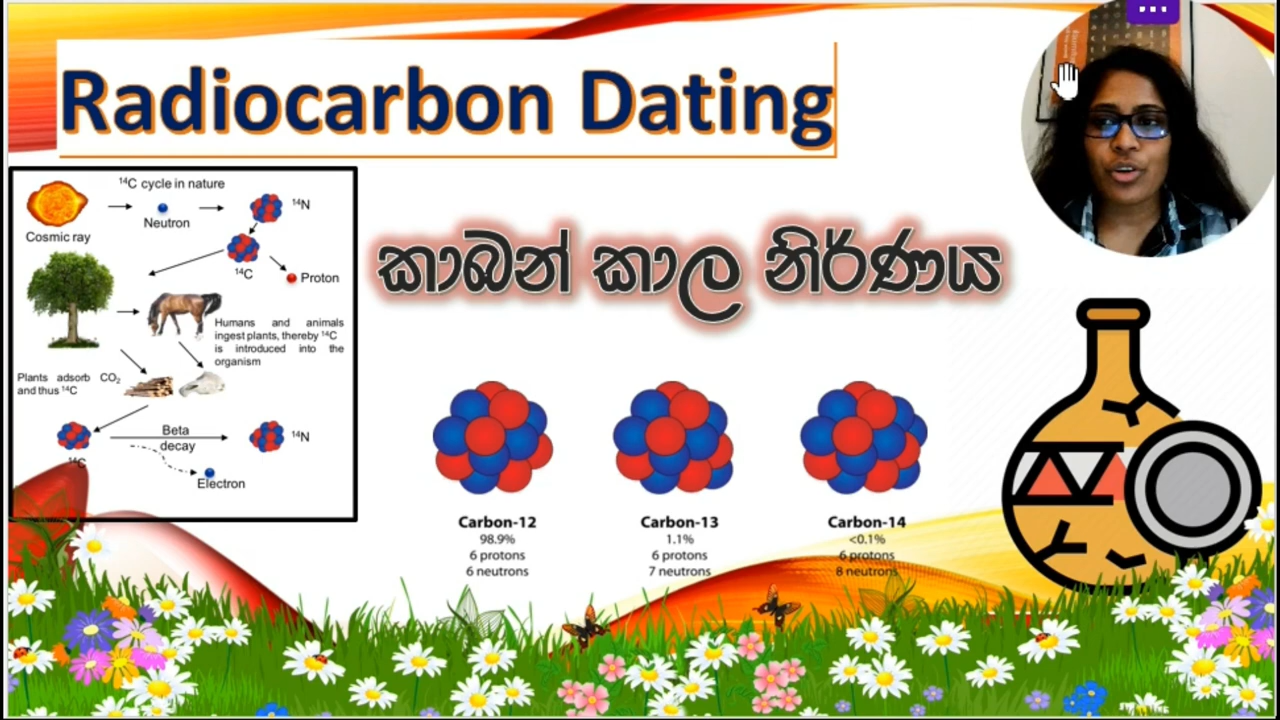 Radiocarbon Dating
¹⁴C cycle in nature
Cosmic ray
Neutron
¹⁴N
¹⁴C
Proton
Humans and animals
ingest plants, thereby ¹⁴C
is introduced into the
organism
Plants adsorb CO₂
and thus ¹⁴C
¹⁴C
Beta
decay
¹⁴N
Electron
කාබන් කාල නිර්ණය
Carbon-12
98.9%
6 protons
6 neutrons
Carbon-13
1.1%
6 protons
7 neutrons
Carbon-14
<0.1%
6 protons
8 neutrons